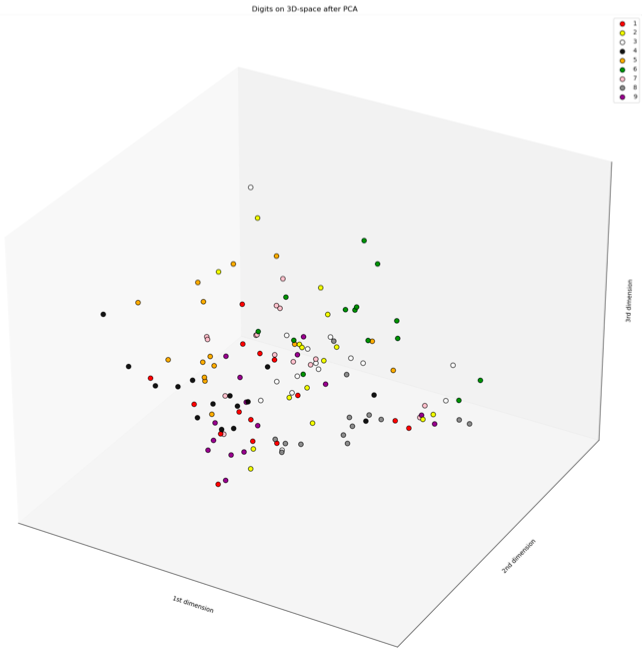 Digits on 3D-space after PCA
1
2
3
4
5
6
7
8
9
3rd dimension
2nd dimension
1st dimension